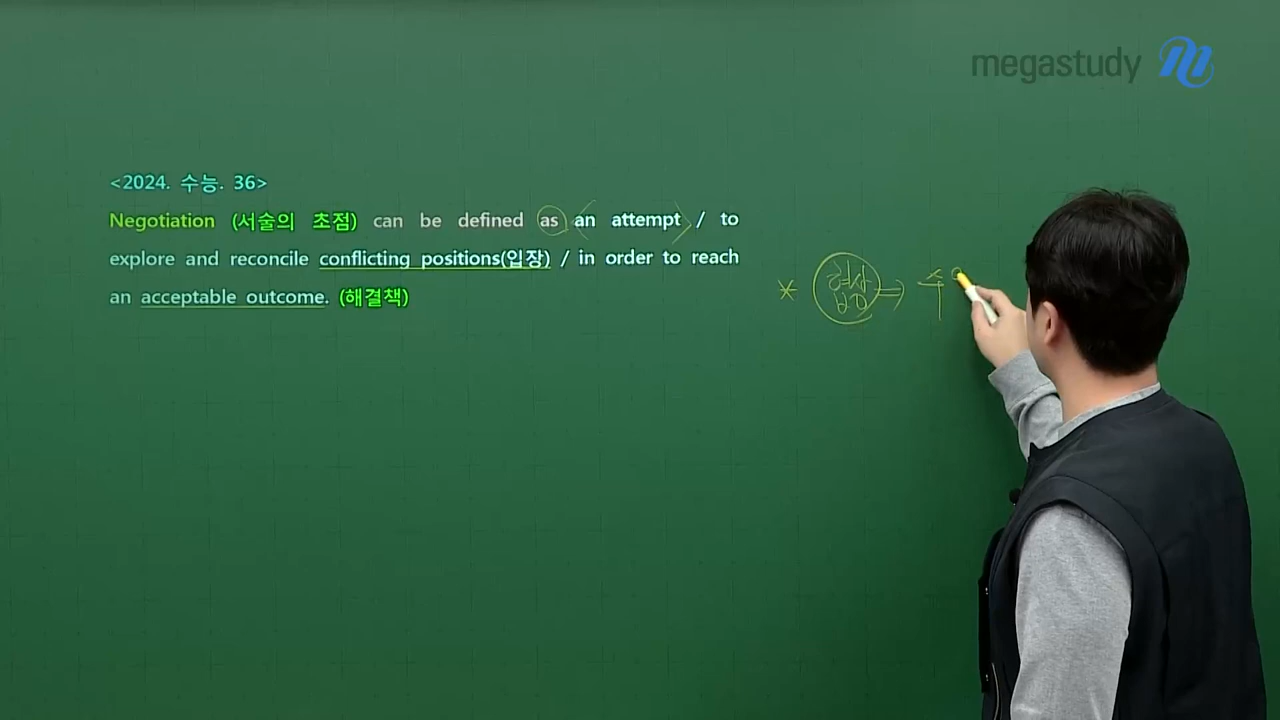 megastudy
<2024. 수능. 36>
Negotiation (서술의 초점) can be defined as an attempt / to
explore and reconcile conflicting positions(입장) / in order to reach
an acceptable outcome. (해결책)
* 협상 ⇒